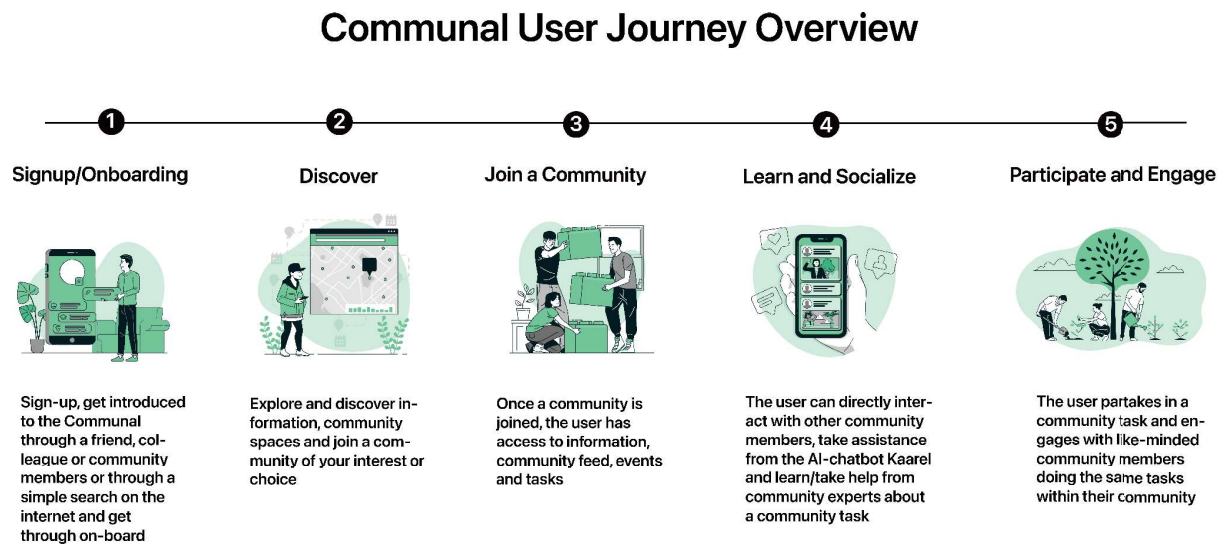 Communal User Journey Overview
1
2
3
4
5
Signup/Onboarding
Discover
Join a Community
Learn and Socialize
Participate and Engage
Sign-up, get introduced
to the Communal
through a friend, col-
league or community
members or through a
simple search on the
internet and get
through on-board
Explore and discover in-
formation, community
spaces and join a com-
munity of your interest or
choice
Once a community is
joined, the user has
access to information,
community feed, events
and tasks
The user can directly inter-
act with other community
members, take assistance
from the AI-chatbot Kaarel
and learn/take help from
community experts about
a community task
The user partakes in a
community task and en-
gages with like-minded
community members
doing the same tasks
within their community